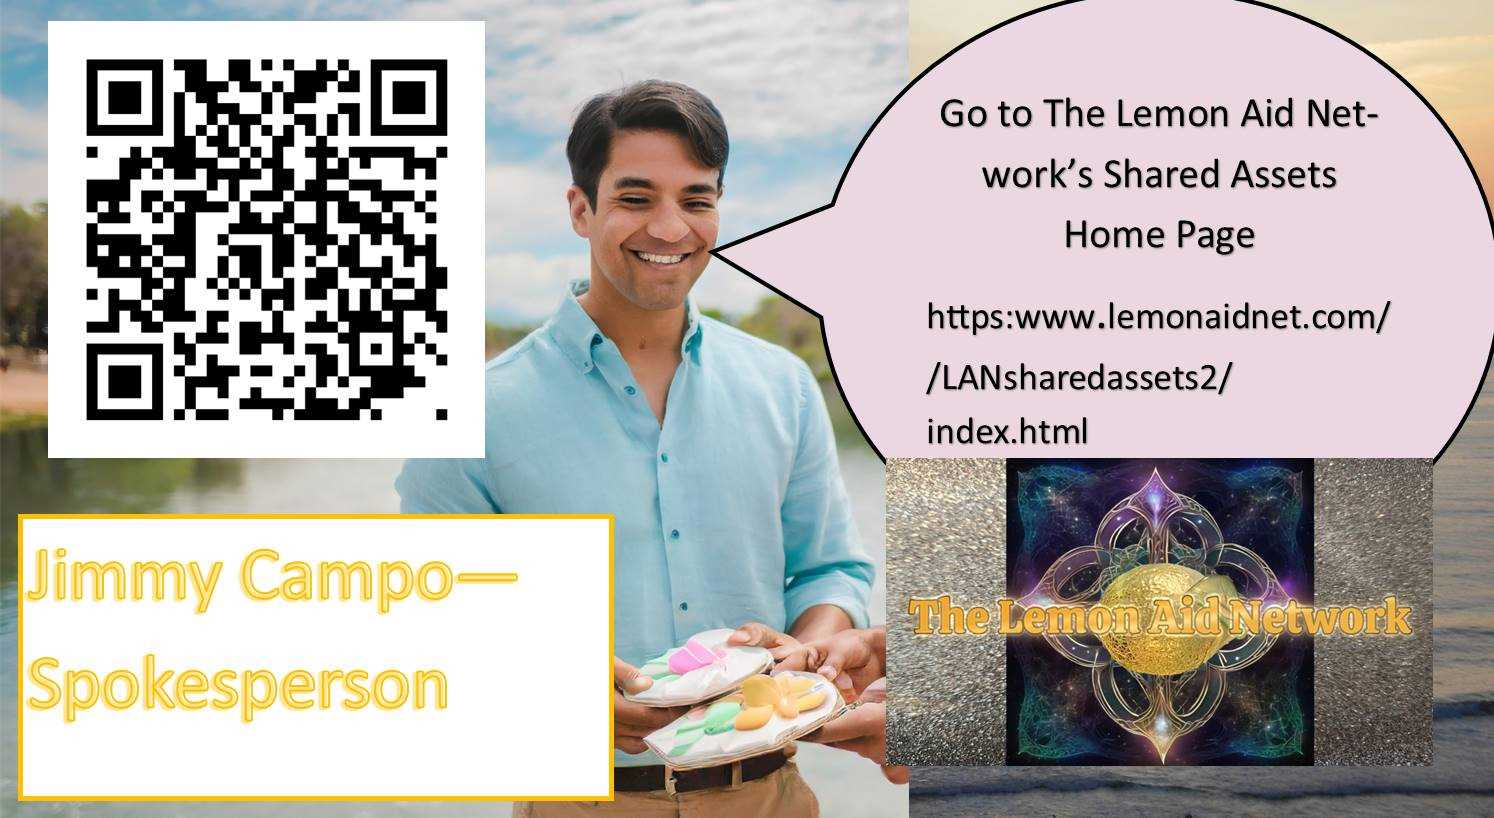 Go to The Lemon Aid Net-
work’s Shared Assets
Home Page
https:www.lemonaidnet.com/
/LANsharedassets2/
index.html
Jimmy Campo—
Spokesperson
The Lemon Aid Network